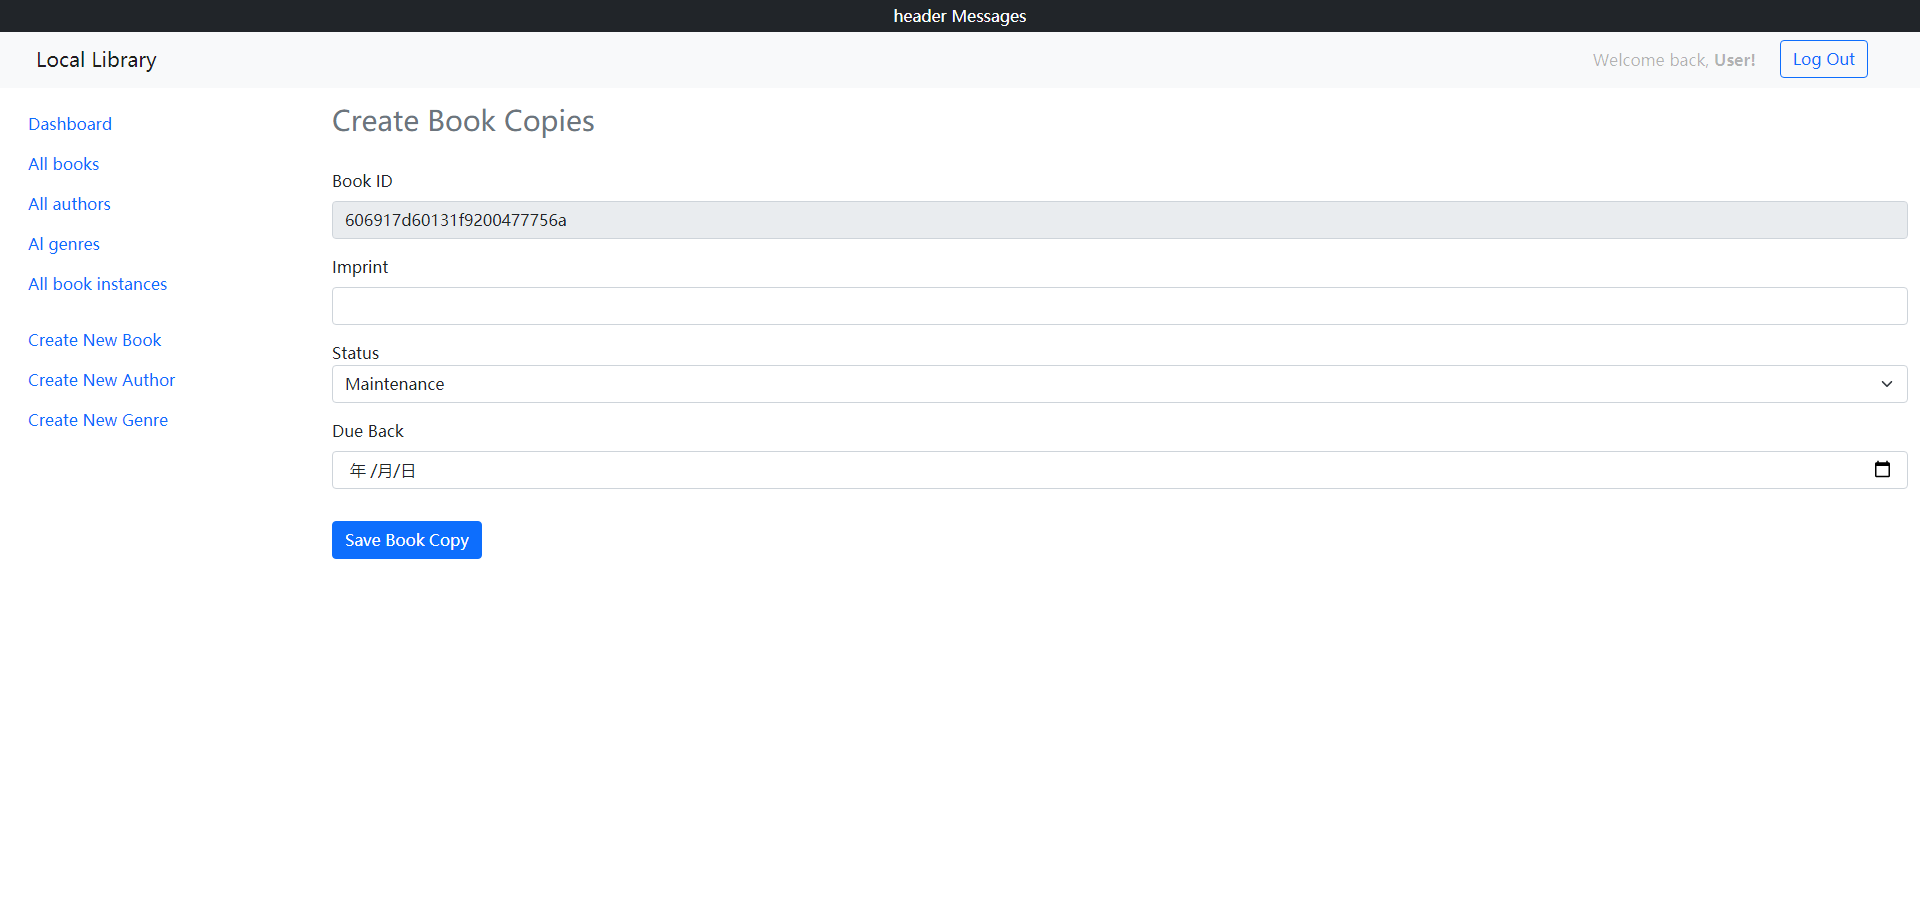 header Messages
Local Library
Welcome back, User!
Log Out
Dashboard
All books
All authors
Al genres
All book instances
Create New Book
Create New Author
Create New Genre
Create Book Copies
Book ID
606917d60131f9200477756a
Imprint
Status
Maintenance
Due Back
年 /月/日
Save Book Copy